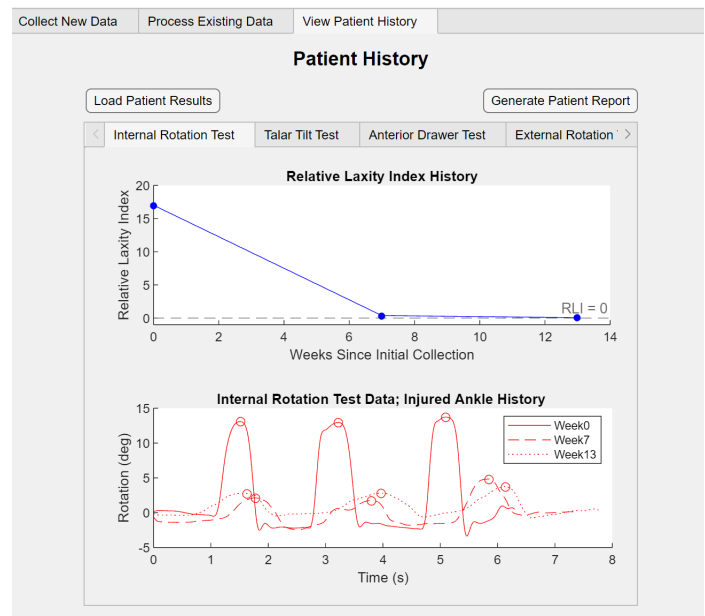 Collect New Data Process Existing Data View Patient History
Patient History
Load Patient Results Generate Patient Report
Internal Rotation Test Talar Tilt Test Anterior Drawer Test External Rotation
Relative Laxity Index History
Relative Laxity Index
20
15
10
5
0
RLI = 0
0 2 4 6 8 10 12 14
Weeks Since Initial Collection
Internal Rotation Test Data; Injured Ankle History
Rotation (deg)
15
10
5
0
-5
Week0
Week7
Week13
0 1 2 3 4 5 6 7 8
Time (s)